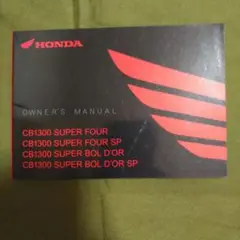 HONDA
OWNER'S MANUAL
CB1300 SUPER FOUR
CB1300 SUPER FOUR SP
CB1300 SUPER BOL D'OR
CB1300 SUPER BOL D'OR SP